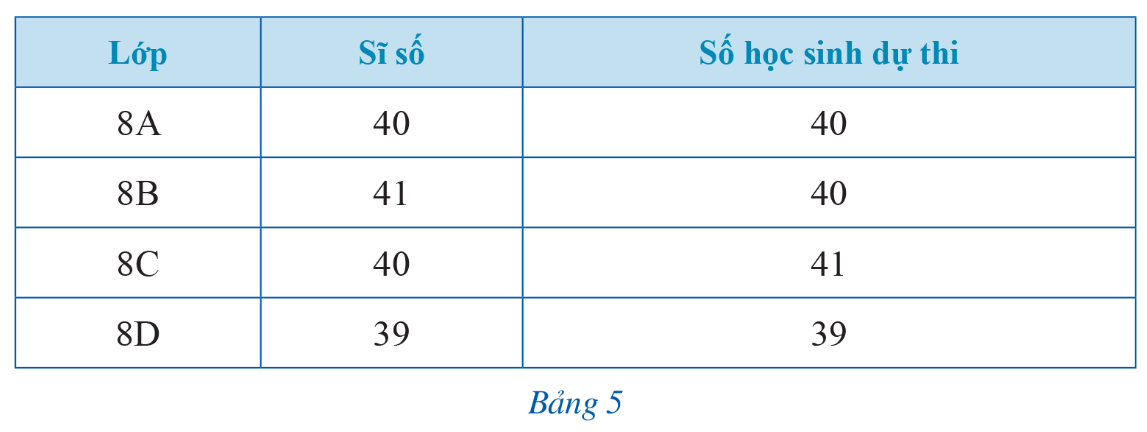 Lớp Sĩ số Số học sinh dự thi
8A 40 40
8B 41 40
8C 40 41
8D 39 39
Bảng 5